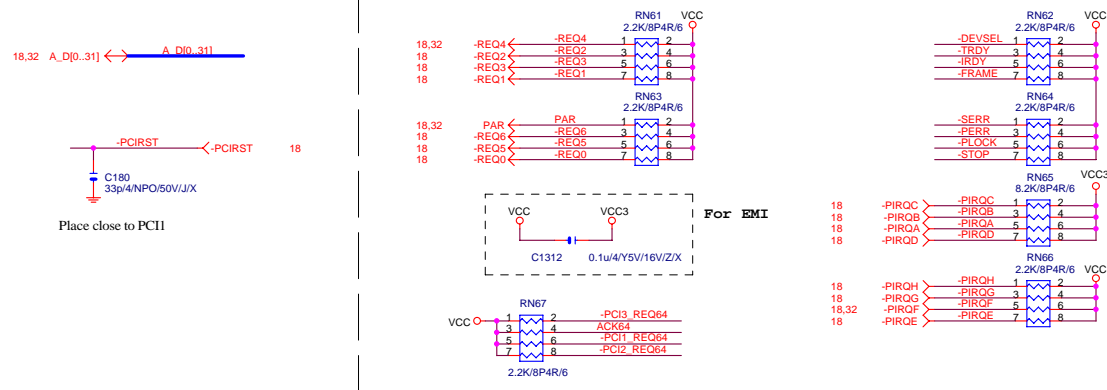 18,32 A_D[0..31] A_D[0..31]
-PCIRST -PCIRST 18
C180
33p/4/NPO/50V/J/X
Place close to PCI1
RN61 VCC
2.2K/8P4R/6
18,32 -REQ4 -REQ4 1 2
18 -REQ2 -REQ2 3 4
18 -REQ3 -REQ3 5 6
18 -REQ1 -REQ1 7 8
RN63
2.2K/8P4R/6
18,32 PAR PAR 1 2
18 -REQ6 -REQ6 3 4
18 -REQ5 -REQ5 5 6
18 -REQ0 -REQ0 7 8
VCC VCC3 For EMI
C1312 0.1u/4/Y5V/16V/Z/X
RN67
VCC 1 2 -PCI3_REQ64
3 4 ACK64
5 6 -PCI1_REQ64
7 8 -PCI2_REQ64
2.2K/8P4R/6
RN62 VCC
2.2K/8P4R/6
-DEVSEL 1 2
-TRDY 3 4
-IRDY 5 6
-FRAME 7 8
RN64
2.2K/8P4R/6
-SERR 1 2
-PERR 3 4
-PLOCK 5 6
-STOP 7 8
RN65 VCC3
8.2K/8P4R/6
18 -PIRQC -PIRQC 1 2
18 -PIRQB -PIRQB 3 4
18 -PIRQA -PIRQA 5 6
18 -PIRQD -PIRQD 7 8
RN66 VCC
2.2K/8P4R/6
18 -PIRQH -PIRQH 1 2
18 -PIRQG -PIRQG 3 4
18,32 -PIRQF -PIRQF 5 6
18 -PIRQE -PIRQE 7 8